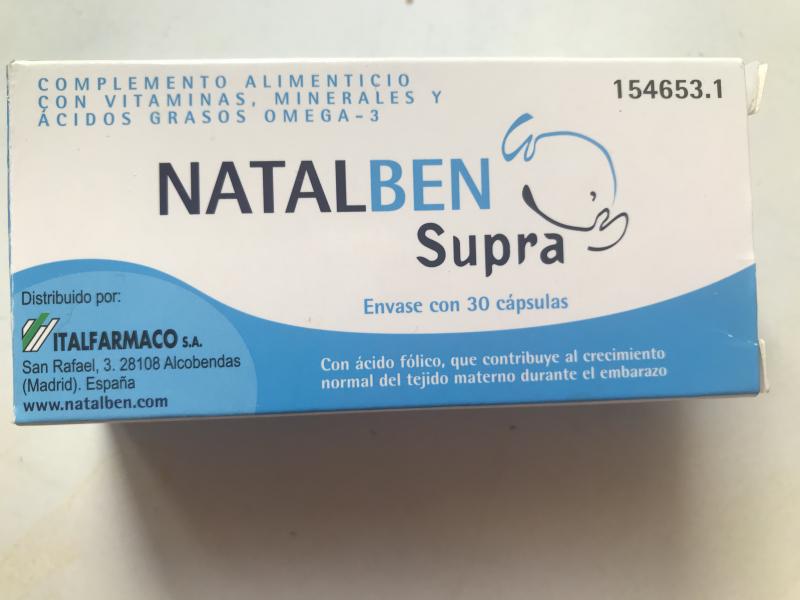 COMPLEMENTO ALIMENTICIO
CON VITAMINAS, MINERALES Y
ÁCIDOS GRASOS OMEGA-3
154653.1
NATALBEN
Supra
Envase con 30 cápsulas
Distribuido por:
ITALFARMACO S.A.
San Rafael, 3. 28108 Alcobendas
(Madrid). España
www.natalben.com
Con ácido fólico, que contribuye al crecimiento
normal del tejido materno durante el embarazo